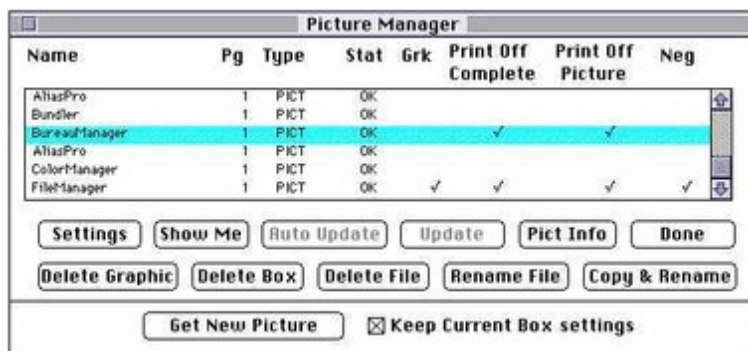 Picture Manager
Name Pg Type Stat Grk Print Off Complete Print Off Picture Neg
AliasPro 1 PICT OK
Bundler 1 PICT OK
BureauManager 1 PICT OK ✓ ✓
AliasPro 1 PICT OK
ColorManager 1 PICT OK
FileManager 1 PICT OK ✓ ✓ ✓ ✓
Settings Show Me Auto Update Update Pict Info Done
Delete Graphic Delete Box Delete File Rename File Copy & Rename
Get New Picture Keep Current Box settings